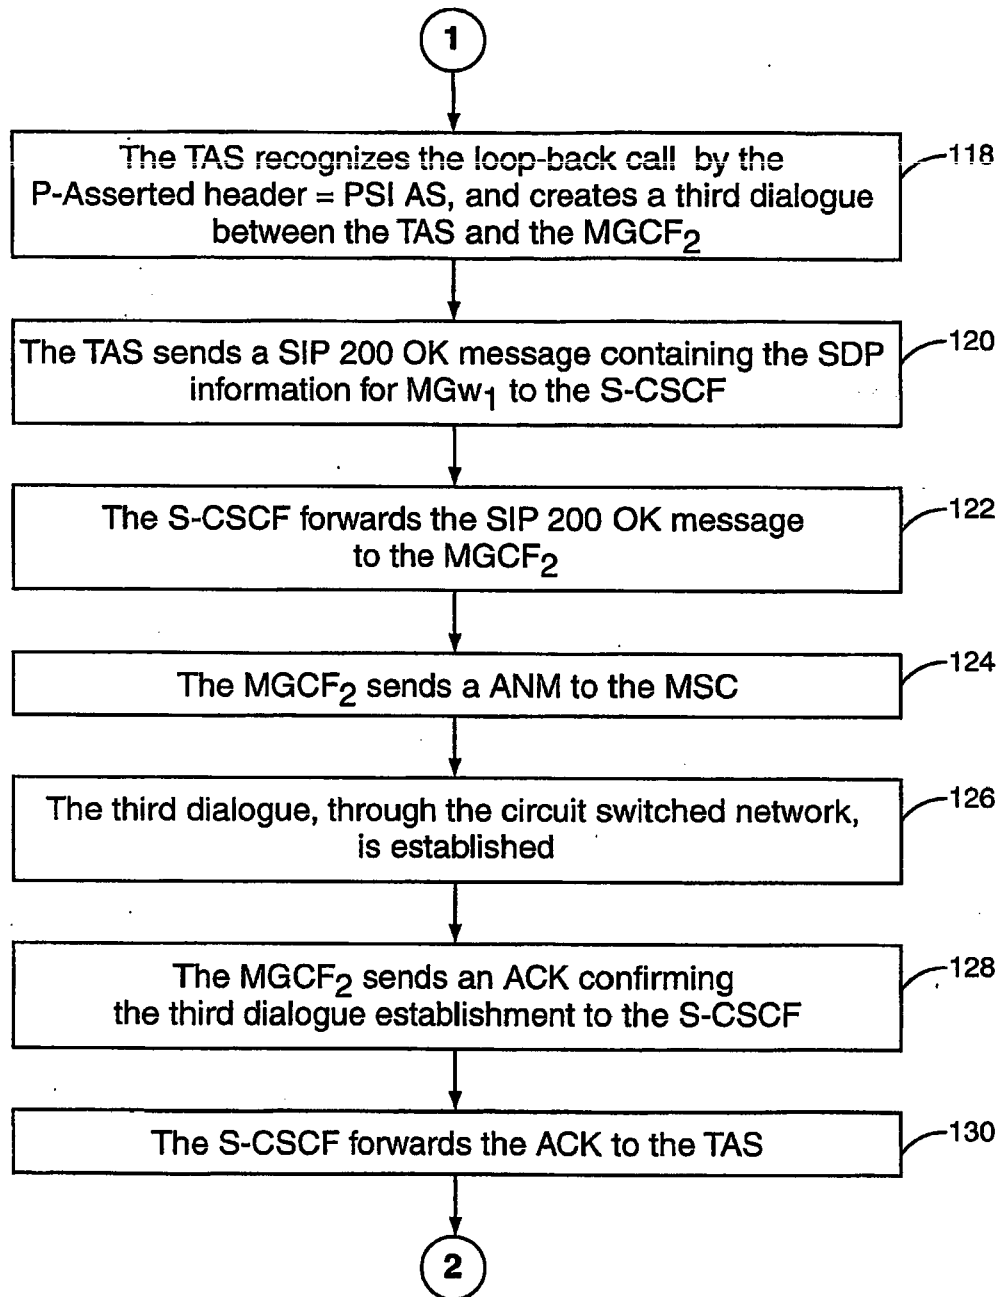 1
The TAS recognizes the loop-back call by the
P-Asserted header = PSI AS, and creates a third dialogue
between the TAS and the MGCF2
118
The TAS sends a SIP 200 OK message containing the SDP
information for MGw1 to the S-CSCF
120
The S-CSCF forwards the SIP 200 OK message
to the MGCF2
122
The MGCF2 sends a ANM to the MSC
124
The third dialogue, through the circuit switched network,
is established
126
The MGCF2 sends an ACK confirming
the third dialogue establishment to the S-CSCF
128
The S-CSCF forwards the ACK to the TAS
130
2